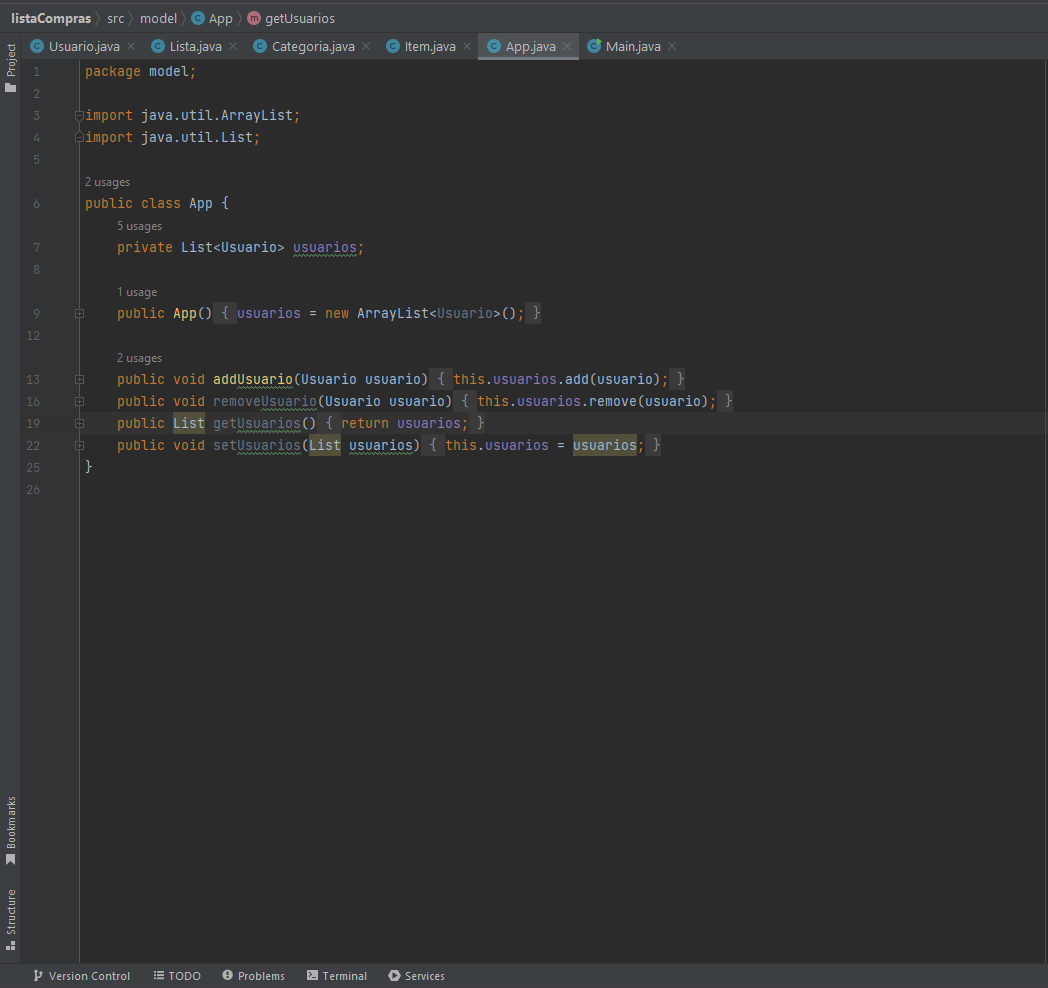 listaCompras src model App getUsuarios
Usuario.java Lista.java Categoria.java Item.java App.java Main.java
Project
1 package model;
2
3 import java.util.ArrayList;
4 import java.util.List;
5
2 usages
6 public class App {
5 usages
7 private List<Usuario> usuarios;
8
1 usage
9 public App() { usuarios = new ArrayList<Usuario>(); }
12
2 usages
13 public void addUsuario(Usuario usuario) { this.usuarios.add(usuario); }
16 public void removeUsuario(Usuario usuario) { this.usuarios.remove(usuario); }
19 public List getUsuarios() { return usuarios; }
22 public void setUsuarios(List usuarios) { this.usuarios = usuarios; }
25 }
26
Bookmarks
Structure
Version Control TODO Problems Terminal Services